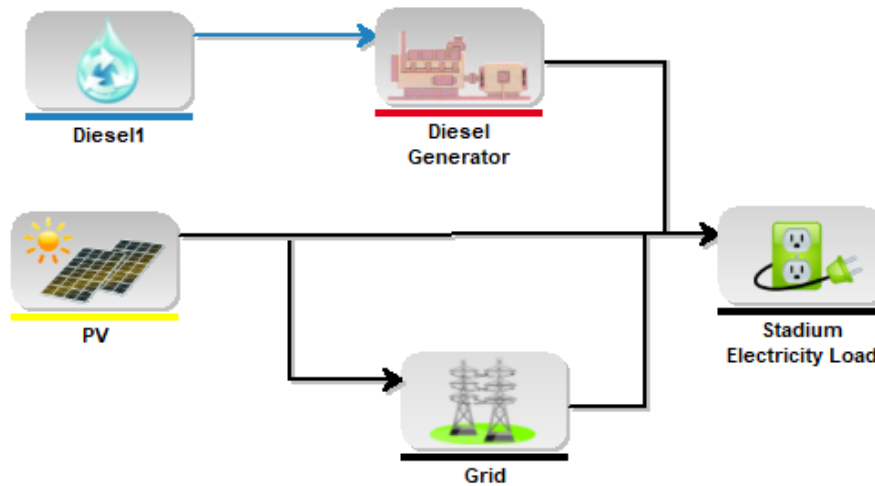 Diesel1
Diesel
Generator
PV
Stadium
Electricity Load
Grid